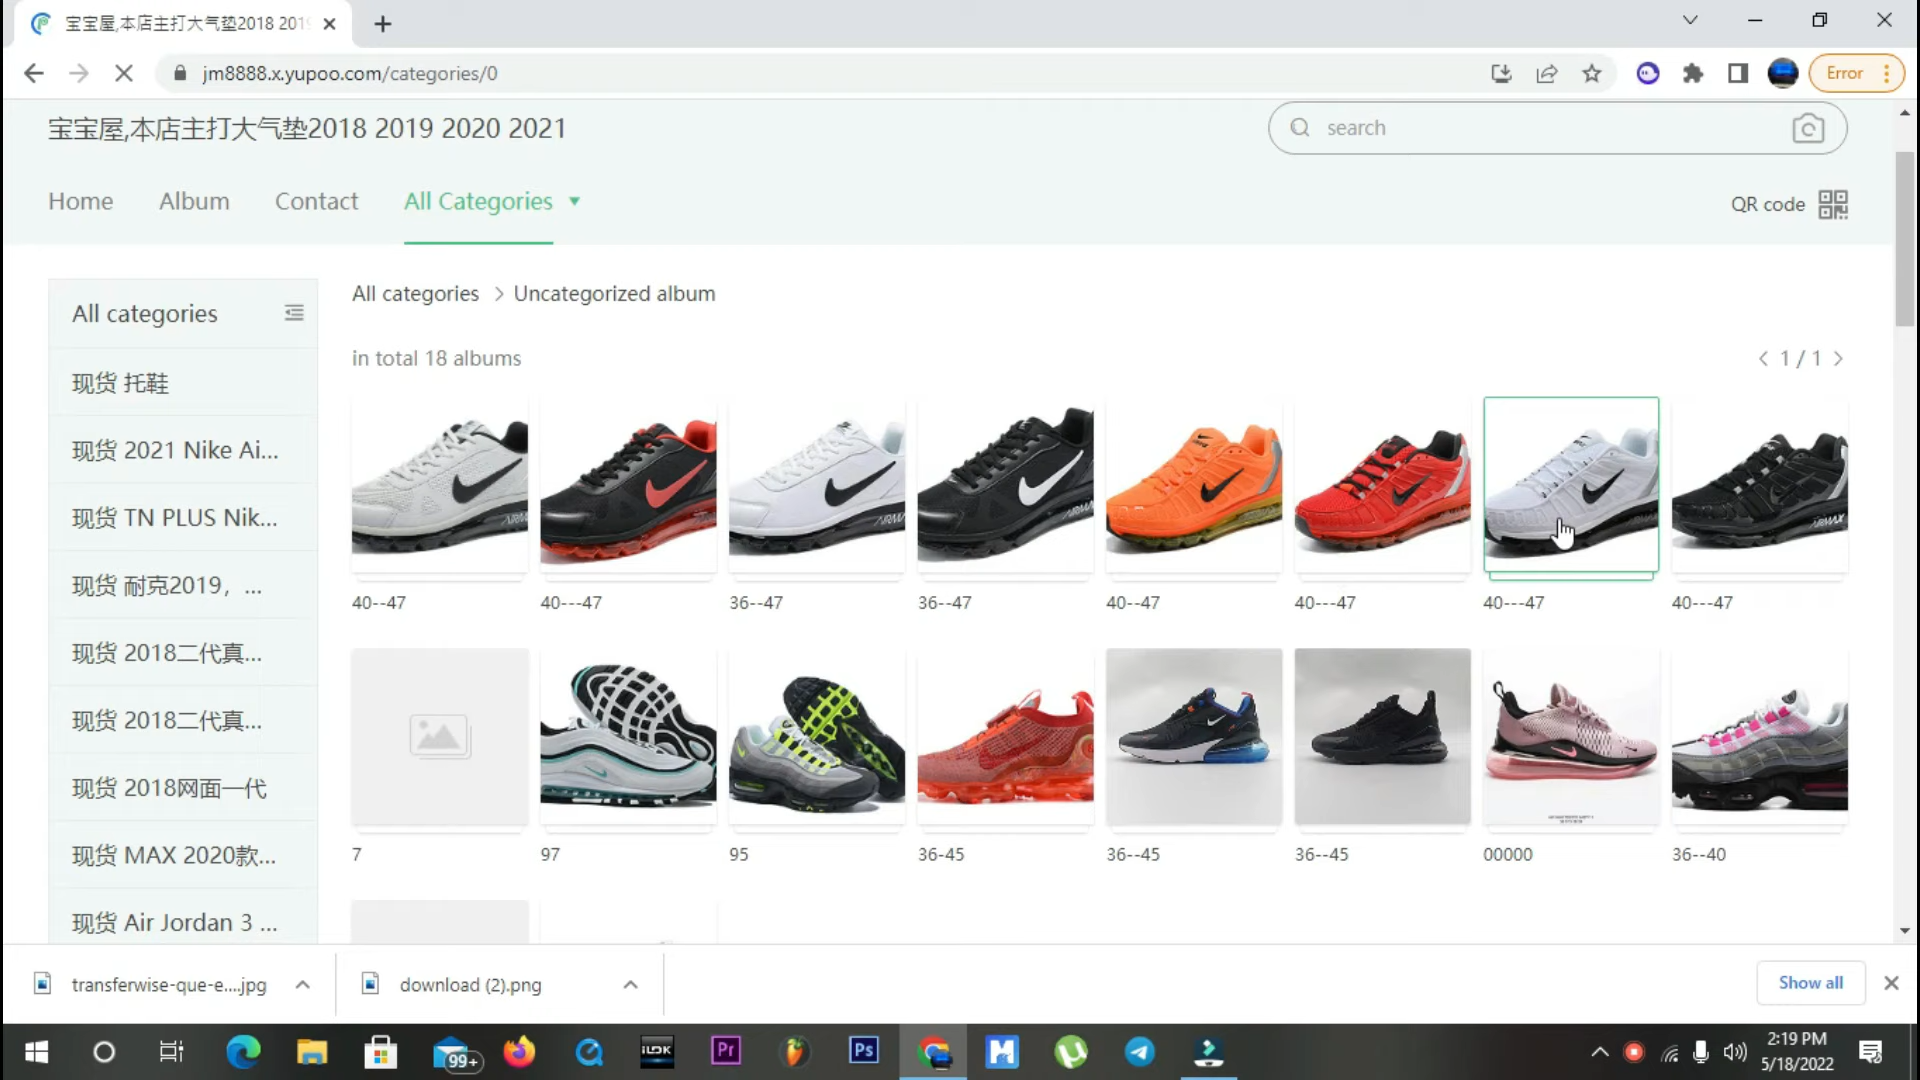 宝宝屋,本店主打大气垫2018 201
jm8888.x.yupoo.com/categories/0
Error
宝宝屋,本店主打大气垫2018 2019 2020 2021
search
Home
Album
Contact
All Categories
QR code
All categories
现货 托鞋
现货 2021 Nike Ai...
现货 TN PLUS Nik...
现货 耐克2019，...
现货 2018二代真...
现货 2018二代真...
现货 2018网面一代
现货 MAX 2020款...
现货 Air Jordan 3 ...
All categories > Uncategorized album
in total 18 albums
< 1 / 1 >
40--47
40---47
36--47
36--47
40--47
40---47
40---47
40---47
7
97
95
36-45
36--45
36--45
00000
36--40
transferwise-que-e....jpg
download (2).png
Show all
99+
iLOK
Pr
Ps
2:19 PM
5/18/2022